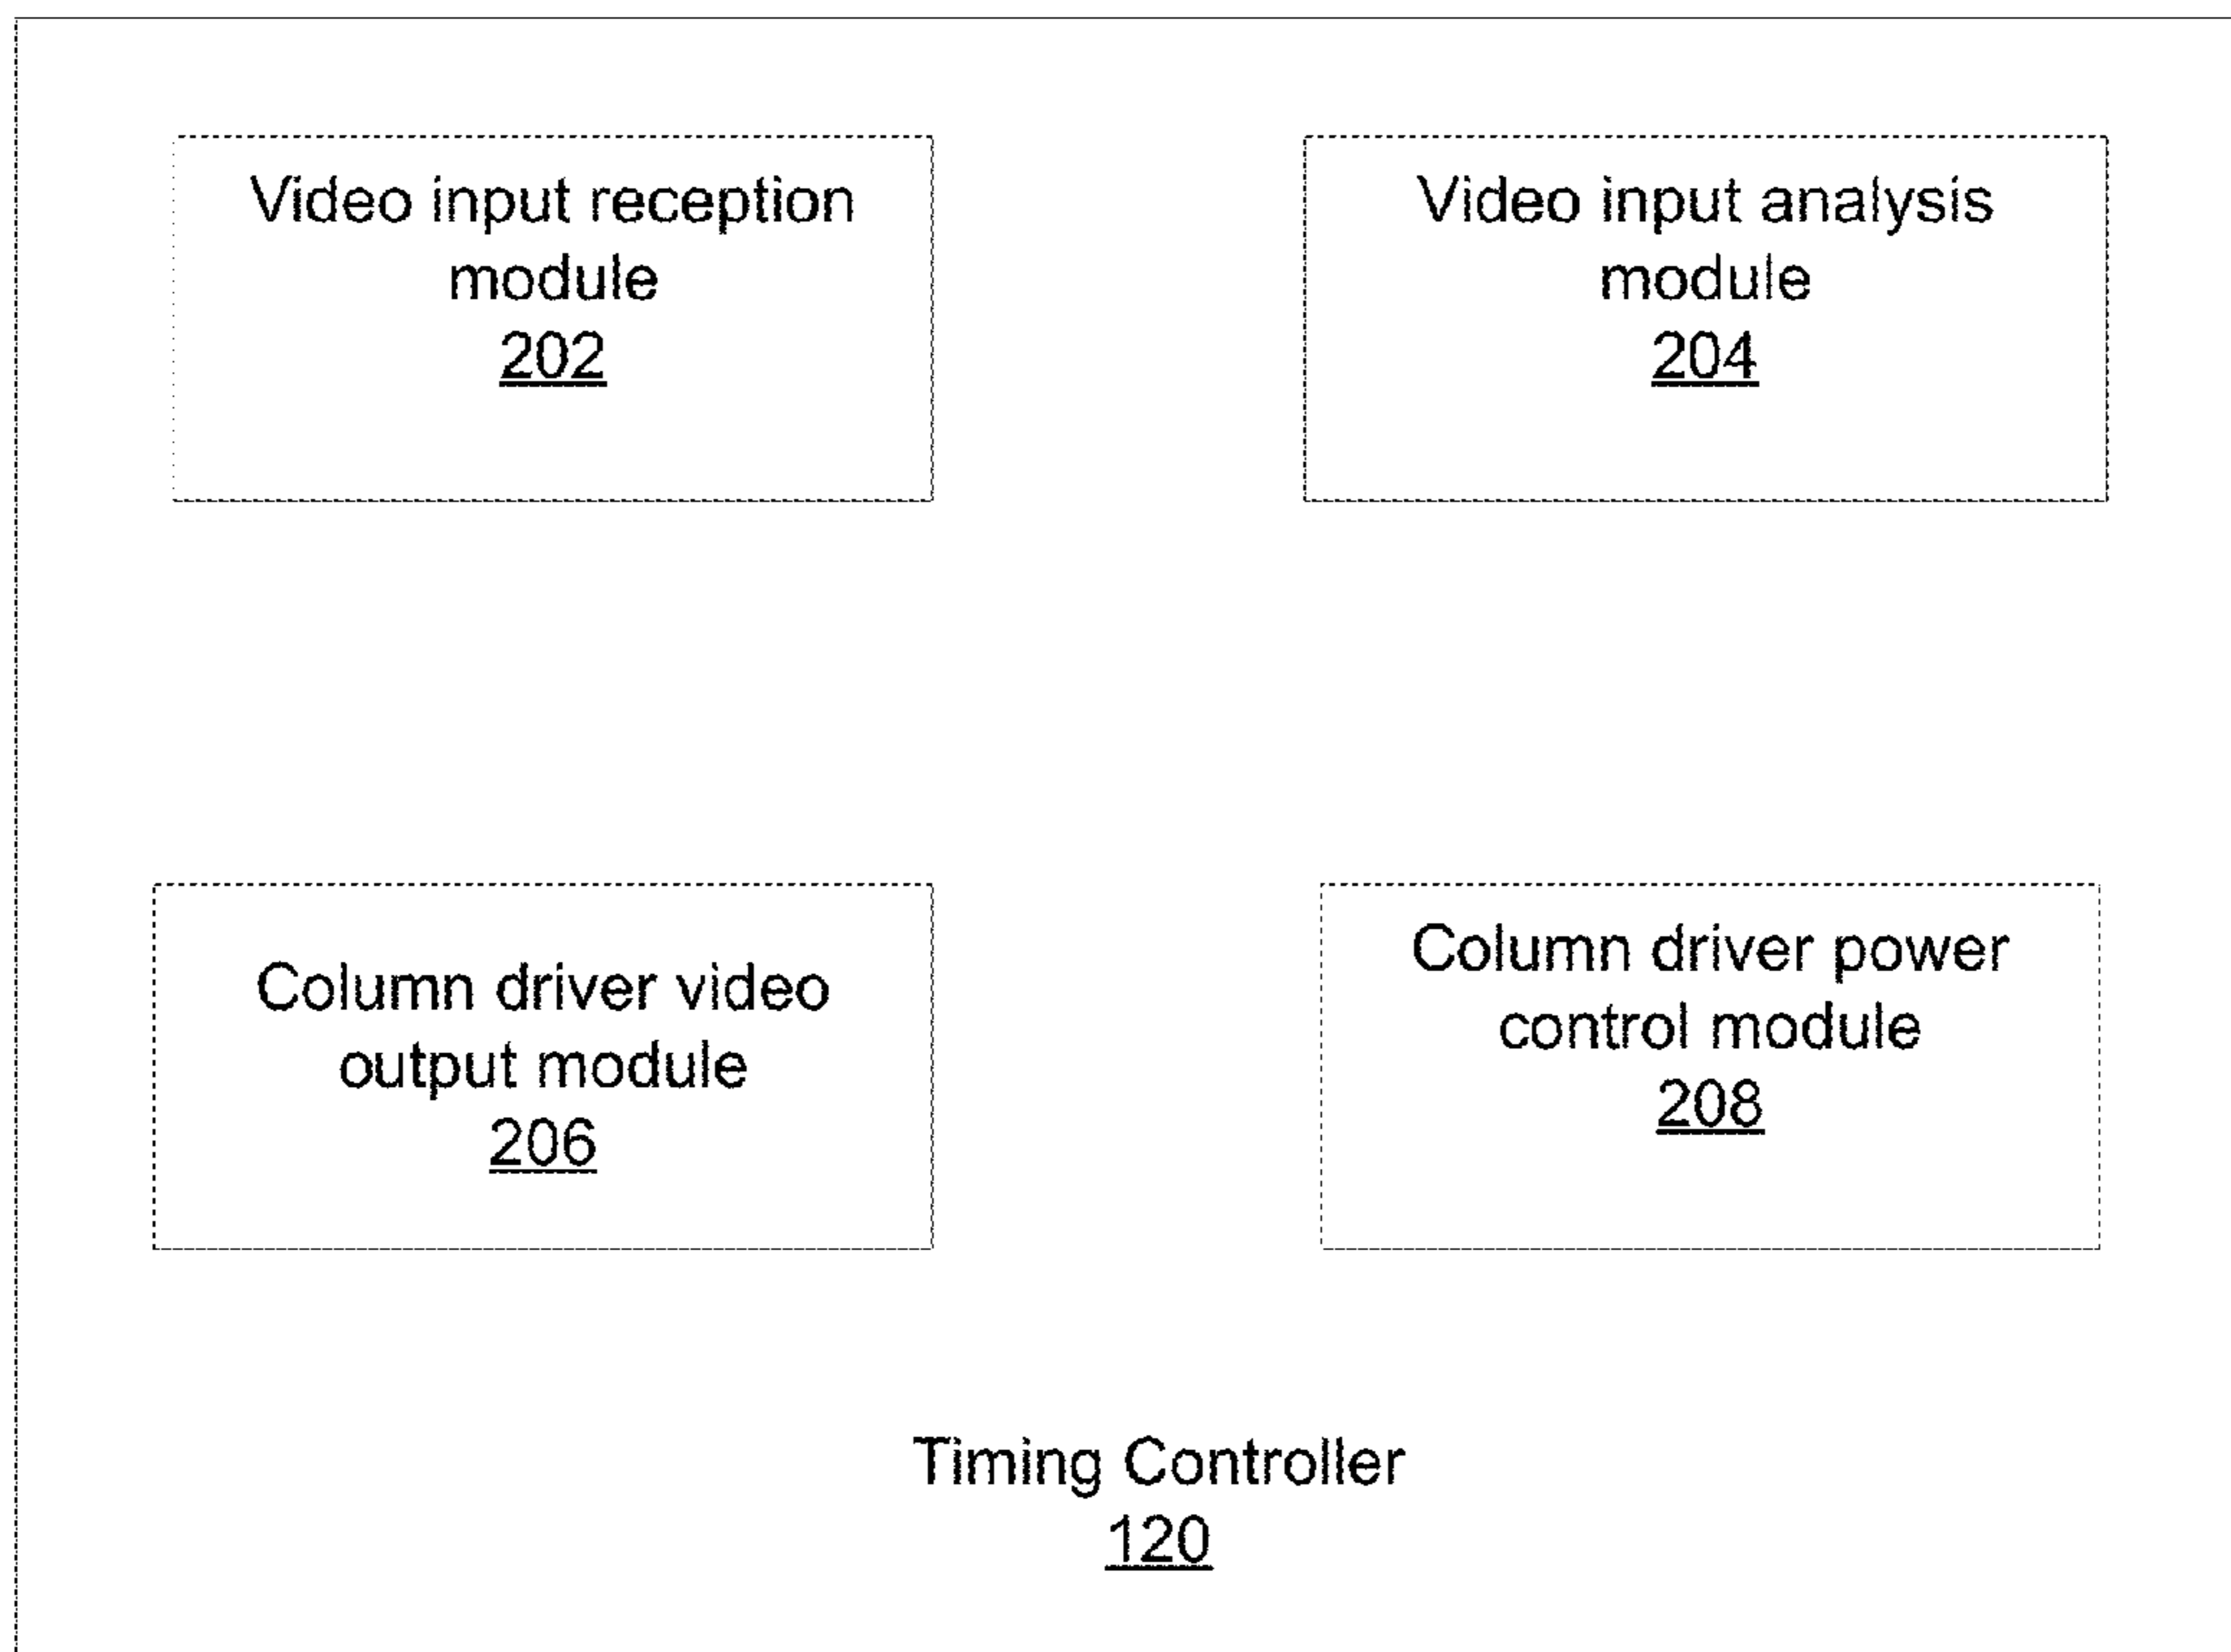 Video input reception
module
202
Video input analysis
module
204
Column driver video
output module
206
Column driver power
control module
208
Timing Controller
120